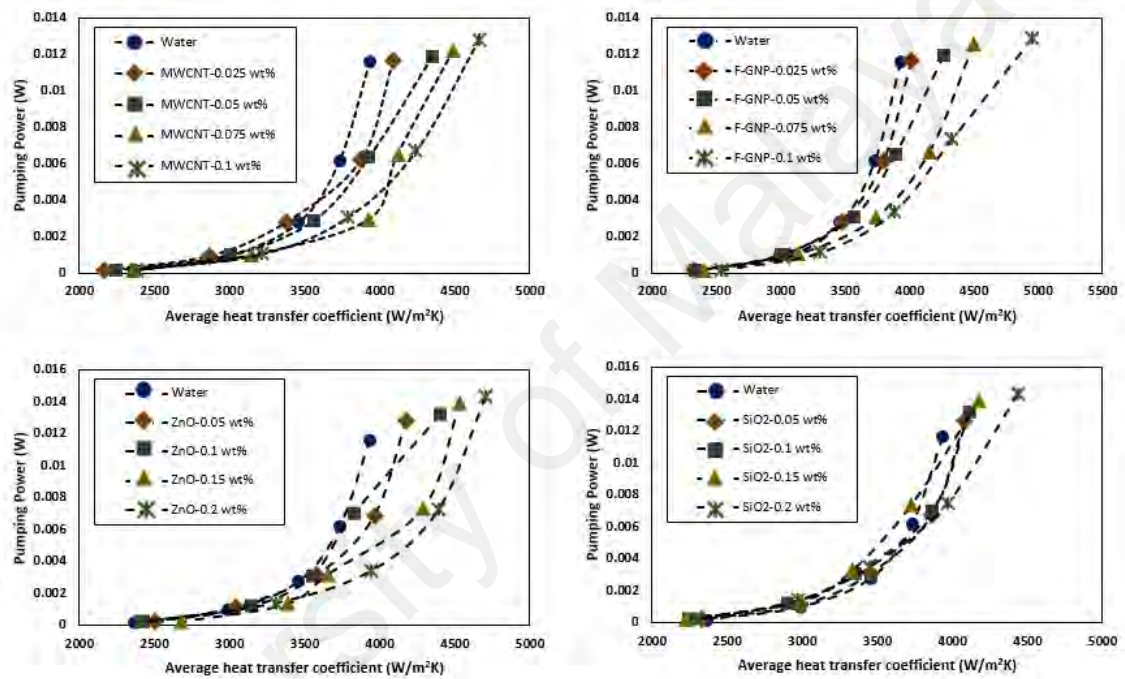 0.014
0.012
0.01
0.008
0.006
0.004
0.002
0
Pumping Power (W)
Water
MWCNT-0.025 wt%
MWCNT-0.05 wt%
MWCNT-0.075 wt%
MWCNT-0.1 wt%
2000 2500 3000 3500 4000 4500 5000
Average heat transfer coefficient (W/m²K)
0.014
0.012
0.01
0.008
0.006
0.004
0.002
0
Pumping Power (W)
Water
F-GNP-0.025 wt%
F-GNP-0.05 wt%
F-GNP-0.075 wt%
F-GNP-0.1 wt%
2000 2500 3000 3500 4000 4500 5000 5500
Average heat transfer coefficient (W/m²K)
0.016
0.014
0.012
0.01
0.008
0.006
0.004
0.002
0
Pumping Power (W)
Water
ZnO-0.05 wt%
ZnO-0.1 wt%
ZnO-0.15 wt%
ZnO-0.2 wt%
2000 2500 3000 3500 4000 4500 5000
Average heat transfer coefficient (W/m²K)
0.016
0.014
0.012
0.01
0.008
0.006
0.004
0.002
0
Pumping Power (W)
Water
SiO2-0.05 wt%
SiO2-0.1 wt%
SiO2-0.15 wt%
SiO2-0.2 wt%
2000 2500 3000 3500 4000 4500 5000
Average heat transfer coefficient (W/m²K)
rsity of Malaya